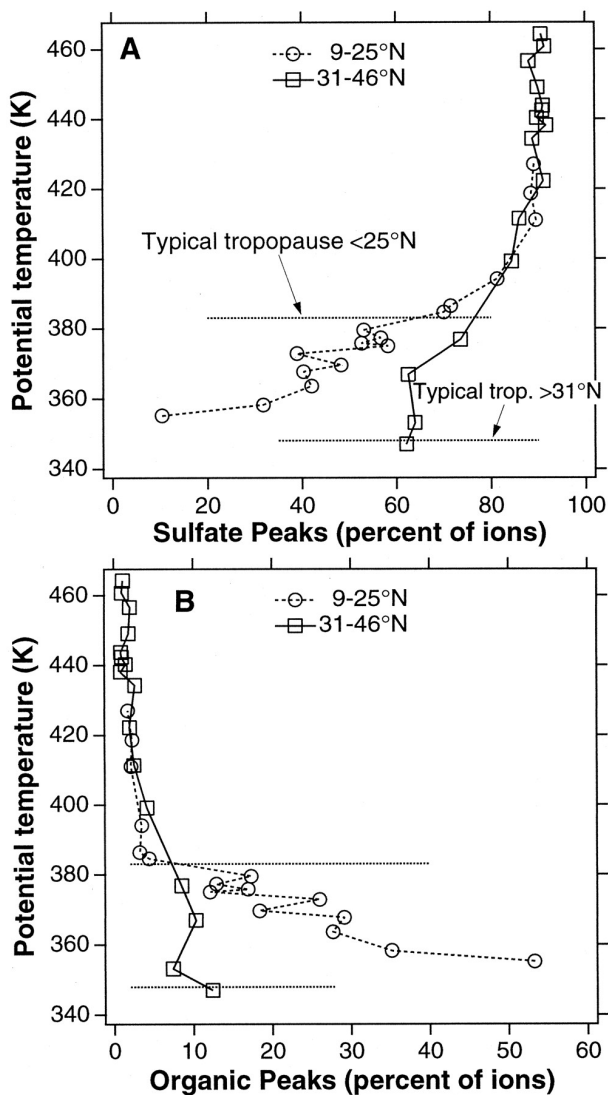 A
9-25°N
31-46°N
460
440
420
400
380
360
340
Potential temperature (K)
Typical tropopause <25°N
Typical trop. >31°N
0 20 40 60 80 100
Sulfate Peaks (percent of ions)
B
9-25°N
31-46°N
460
440
420
400
380
360
340
Potential temperature (K)
0 10 20 30 40 50 60
Organic Peaks (percent of ions)